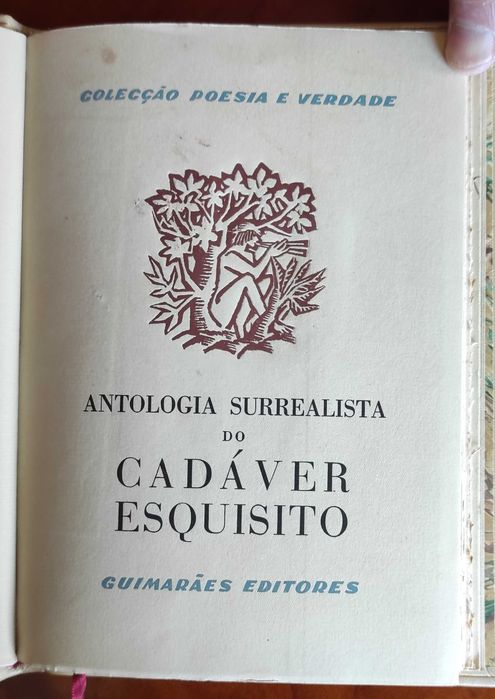 COLECÇÃO POESIA E VERDADE
ANTOLOGIA SURREALISTA
DO
CADÁVER
ESQUISITO
GUIMARÃES EDITORES